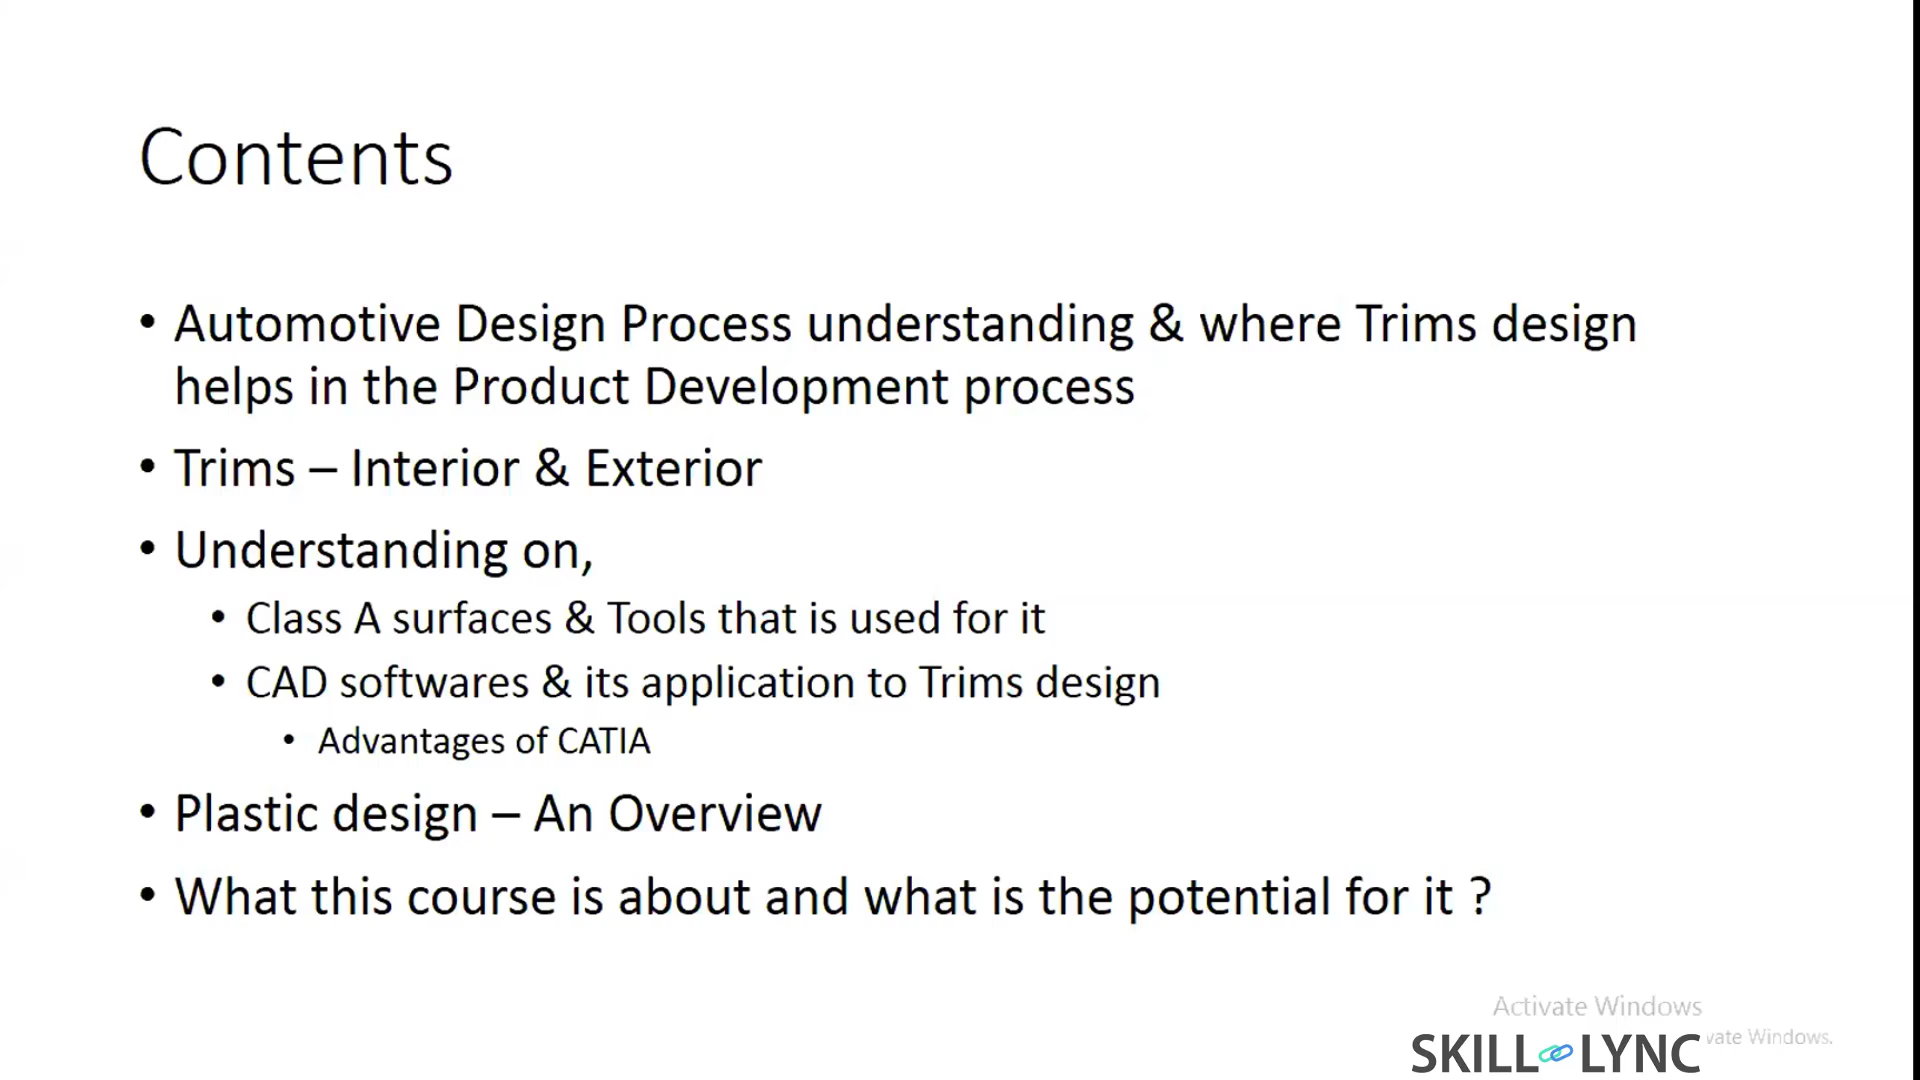 Contents
• Automotive Design Process understanding & where Trims design
helps in the Product Development process
• Trims – Interior & Exterior
• Understanding on,
• Class A surfaces & Tools that is used for it
• CAD softwares & its application to Trims design
• Advantages of CATIA
• Plastic design – An Overview
• What this course is about and what is the potential for it ?
Activate Windows
Windows.
SKILL LYNC